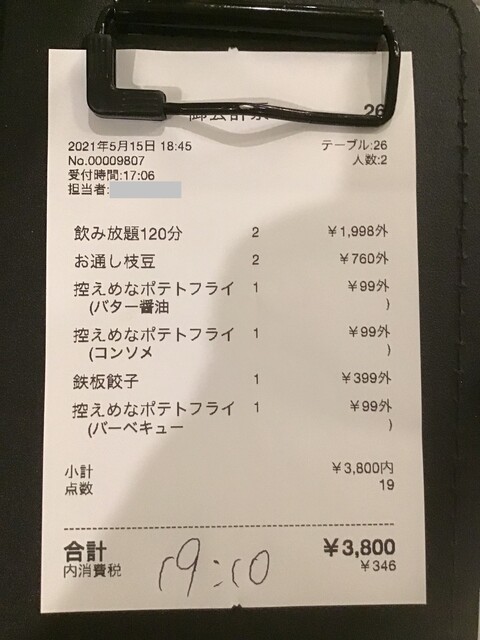 26
2021年5月15日 18:45 テーブル:26
No.00009807 人数:2
受付時間:17:06
担当者:
飲み放題120分 2 ¥1,998外
お通し枝豆 2 ¥760外
控えめなポテトフライ 1 ¥99外
(バター醤油 )
控えめなポテトフライ 1 ¥99外
(コンソメ )
鉄板餃子 1 ¥399外
控えめなポテトフライ 1 ¥99外
(バーベキュー )
小計 ¥3,800内
点数 19
合計 ¥3,800
内消費税 ¥346
19:10